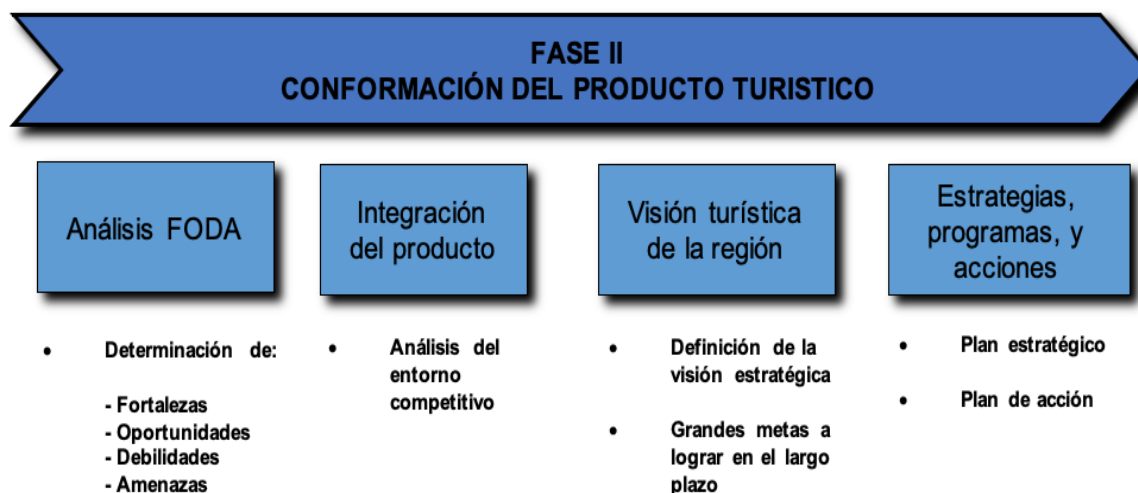 FASE II
CONFORMACIÓN DEL PRODUCTO TURISTICO
Análisis FODA
Integración
del producto
Visión turística
de la región
Estrategias,
programas, y
acciones
• Determinación de:
- Fortalezas
- Oportunidades
- Debilidades
- Amenazas
• Análisis del
entorno
competitivo
• Definición de la
visión estratégica
• Grandes metas a
lograr en el largo
plazo
• Plan estratégico
• Plan de acción